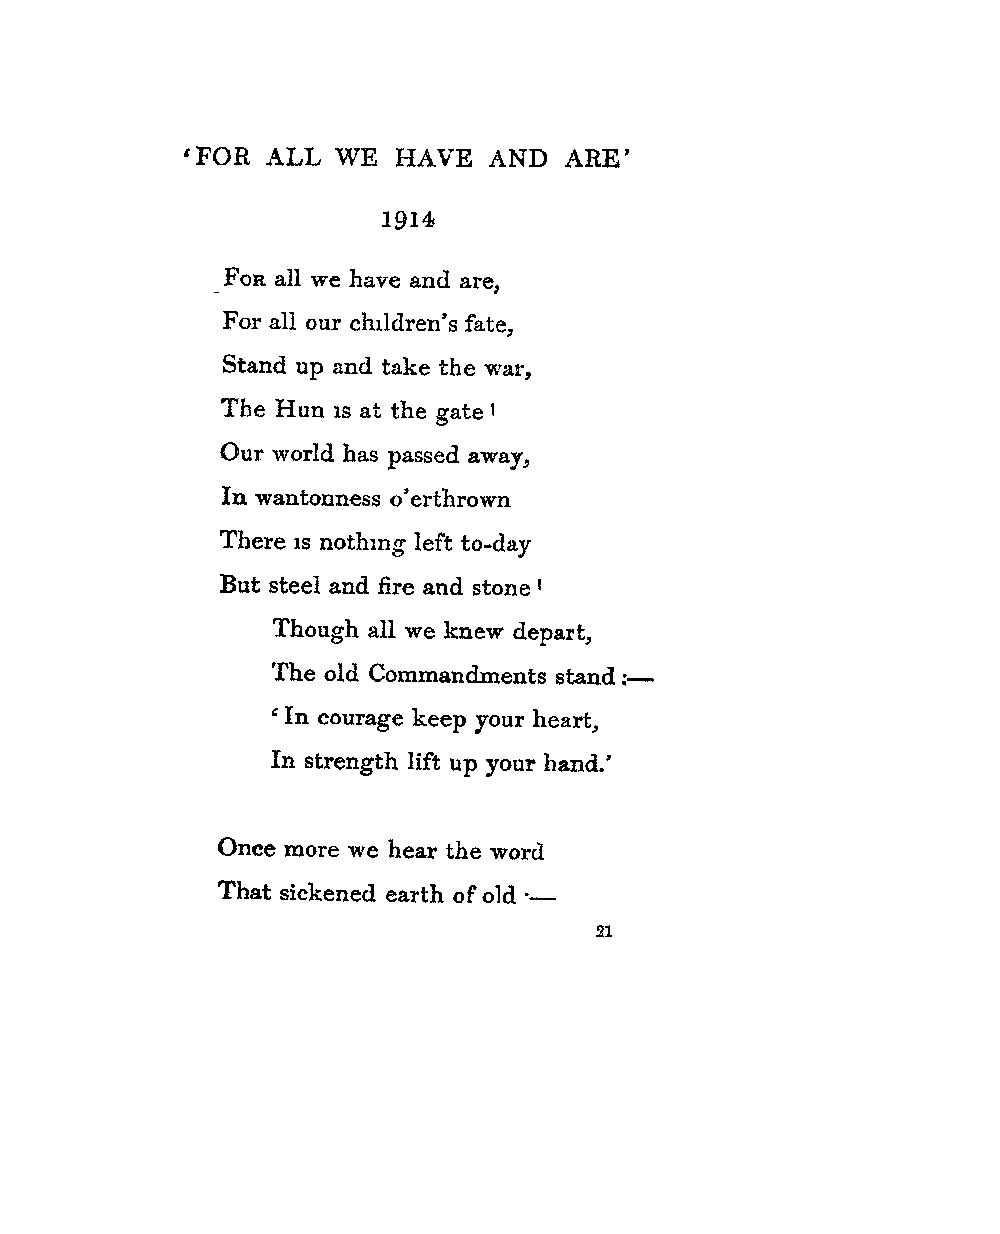 ‘FOR ALL WE HAVE AND ARE’
1914
For all we have and are,
For all our children’s fate,
Stand up and take the war,
The Hun is at the gate!
Our world has passed away,
In wantonness o’erthrown
There is nothing left to-day
But steel and fire and stone!
Though all we knew depart,
The old Commandments stand:—
‘In courage keep your heart,
In strength lift up your hand.’
Once more we hear the word
That sickened earth of old :—
21